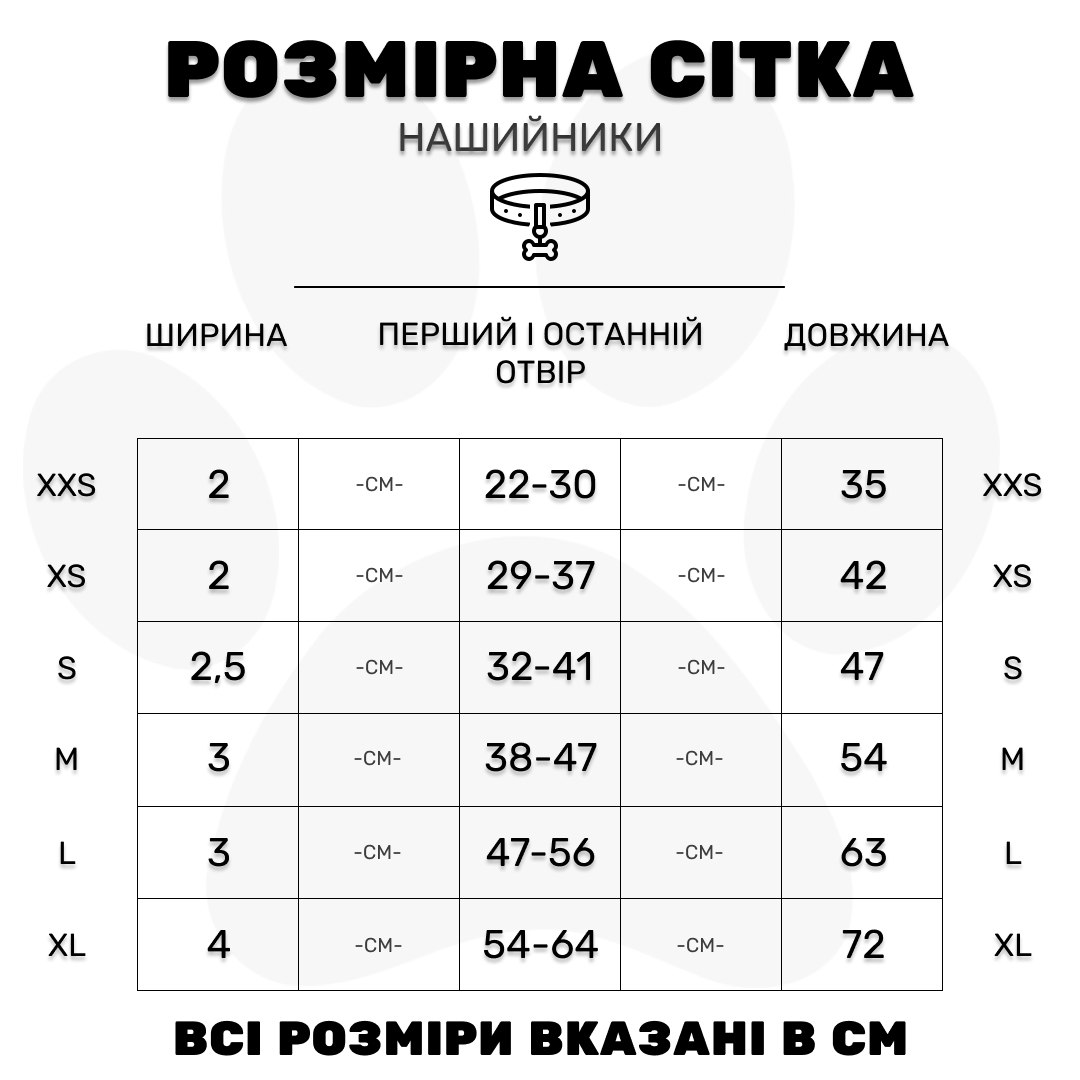 РОЗМІРНА СІТКА
НАШИЙНИКИ
ШИРИНА ПЕРШИЙ І ОСТАННІЙ ОТВІР ДОВЖИНА
XXS 2 -СМ- 22-30 -СМ- 35 XXS
XS 2 -СМ- 29-37 -СМ- 42 XS
S 2,5 -СМ- 32-41 -СМ- 47 S
M 3 -СМ- 38-47 -СМ- 54 M
L 3 -СМ- 47-56 -СМ- 63 L
XL 4 -СМ- 54-64 -СМ- 72 XL
ВСІ РОЗМІРИ ВКАЗАНІ В СМ